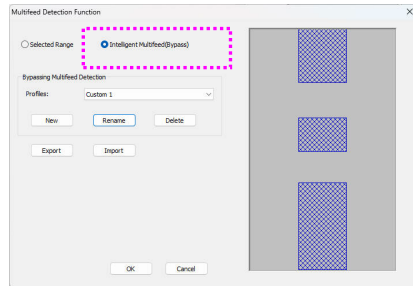 Multifeed Detection Function
Selected Range
Intelligent Multifeed(Bypass)
Bypassing Multifeed Detection
Profiles:
Custom 1
New
Rename
Delete
Export
Import
OK
Cancel